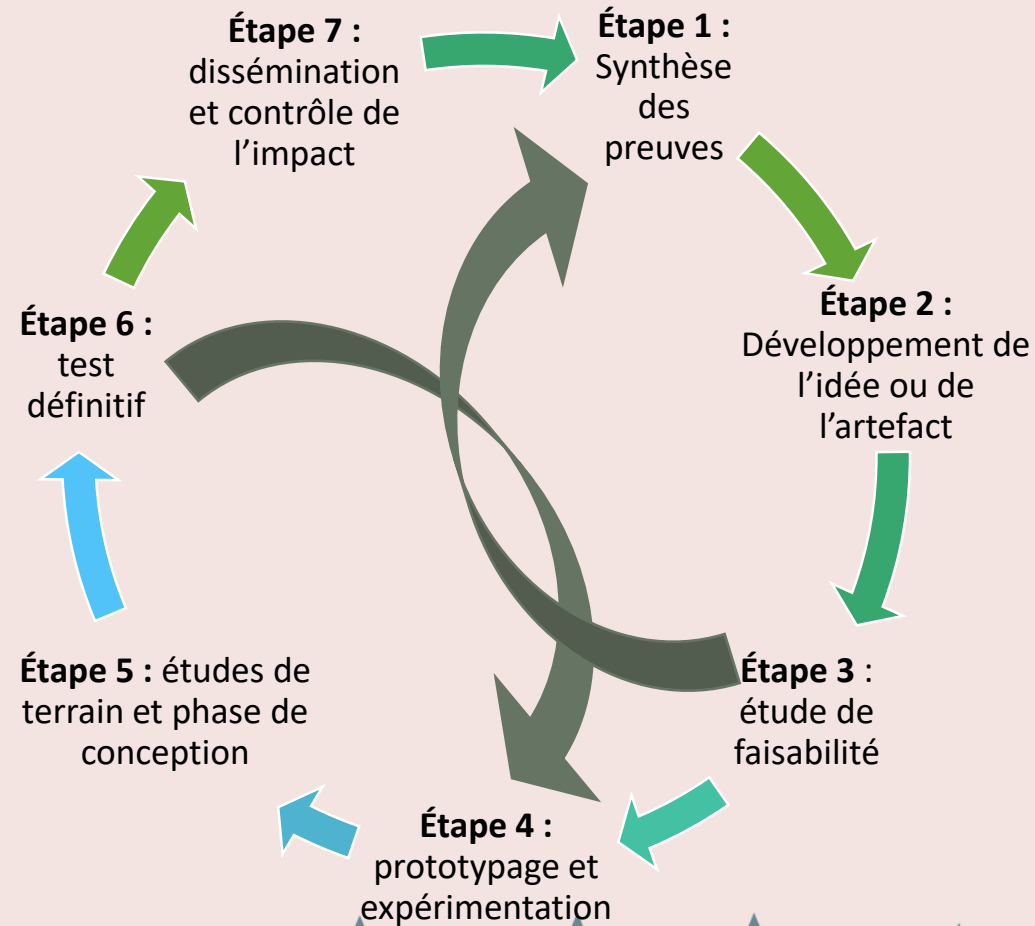 Étape 1 :
Synthèse
des
preuves
Étape 2 :
Développement de
l’idée ou de
l’artefact
Étape 3 :
étude de
faisabilité
Étape 4 :
prototypage et
expérimentation
Étape 5 : études de
terrain et phase de
conception
Étape 6 :
test
définitif
Étape 7 :
dissémination
et contrôle de
l’impact